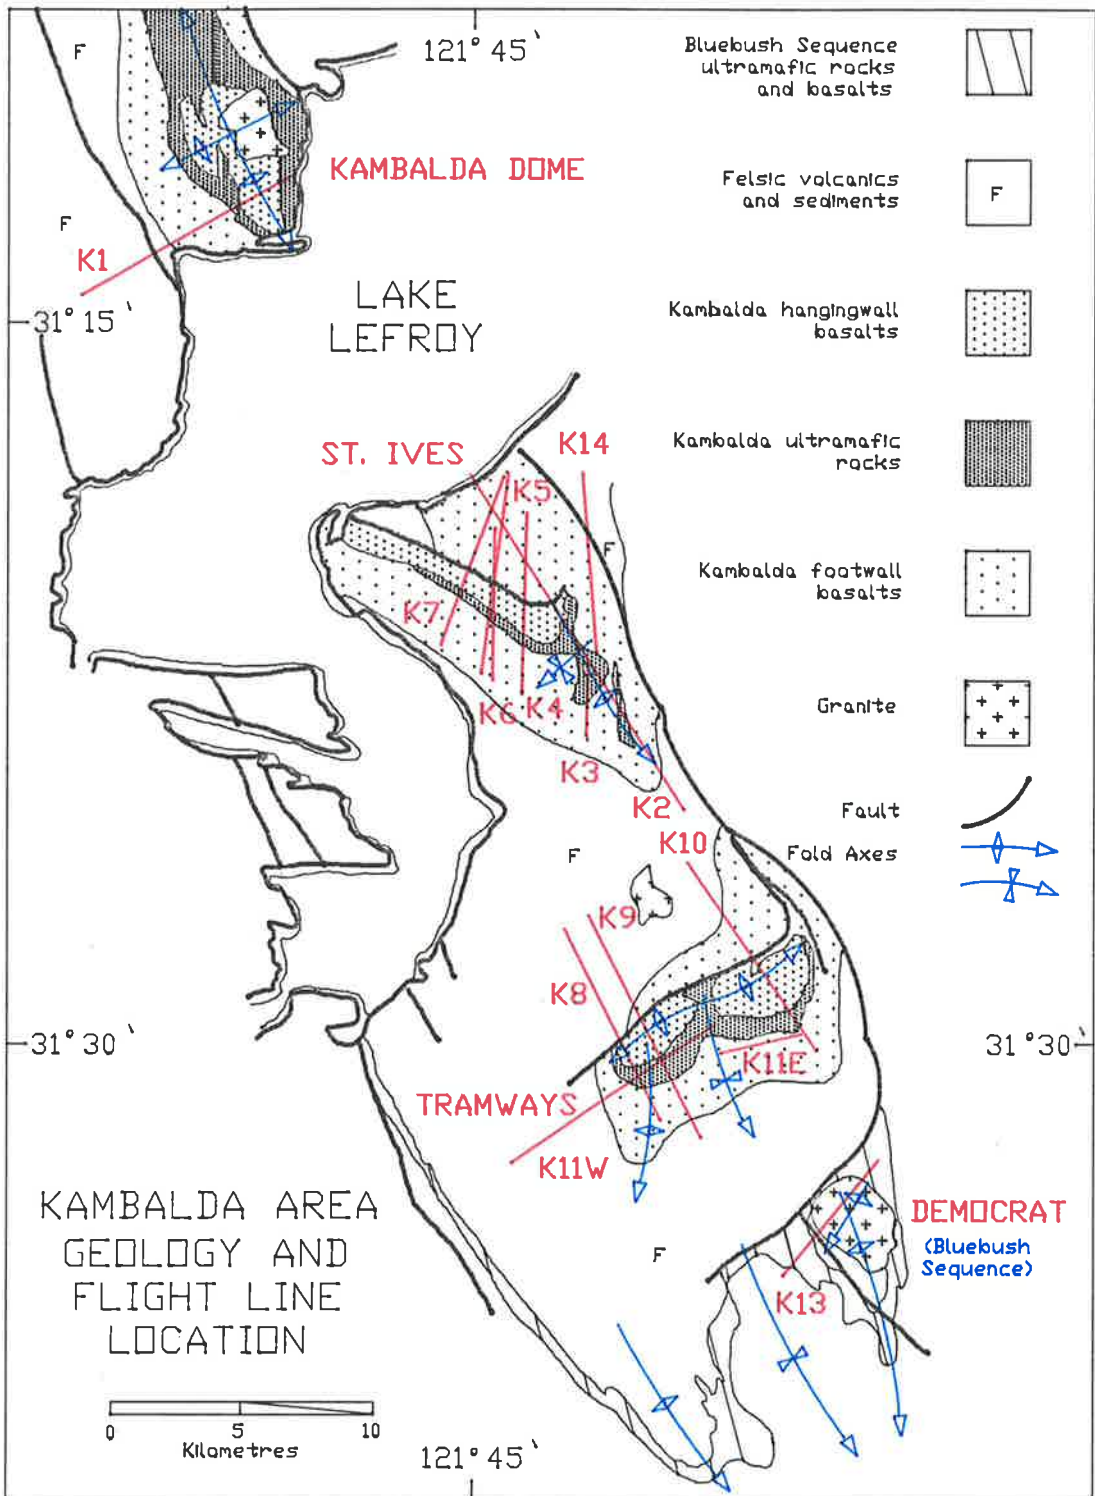 121° 45'
F
KAMBALDA DOME
F
K1
LAKE
LEFROY
31° 15'
Bluebush Sequence
ultramafic rocks
and basalts
Felsic volcanics
and sediments
F
Kambalda hangingwall
basalts
Kambalda ultramafic
rocks
Kambalda footwall
basalts
Granite
Fault
Fold Axes
ST. IVES
K14
K5
F
K7
K6
K4
K3
K2
K10
F
K9
K8
31° 30'
31° 30'
K11E
TRAMWAYS
K11W
DEMOCRAT
(Bluebush
Sequence)
F
K13
KAMBALDA AREA
GEOLOGY AND
FLIGHT LINE
LOCATION
0 5 10
Kilometres
121° 45'